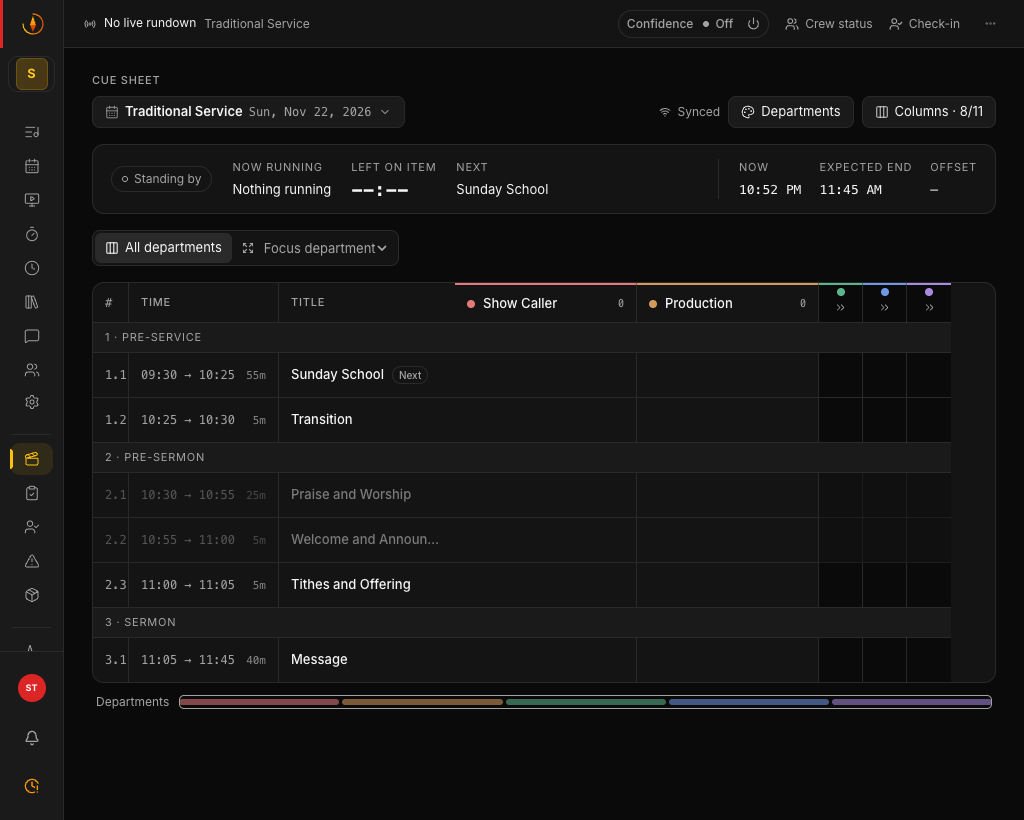 No live rundown Traditional Service
Confidence Off
Crew status
Check-in
S
CUE SHEET
Traditional Service Sun, Nov 22, 2026
Synced
Departments
Columns · 8/11
Standing by
NOW RUNNING
Nothing running
LEFT ON ITEM
——:——
NEXT
Sunday School
NOW
10:52 PM
EXPECTED END
11:45 AM
OFFSET
—
All departments
Focus department
# TIME TITLE Show Caller 0 Production 0
1 · PRE-SERVICE
1.1 09:30 → 10:25 55m Sunday School Next
1.2 10:25 → 10:30 5m Transition
2 · PRE-SERMON
2.1 10:30 → 10:55 25m Praise and Worship
2.2 10:55 → 11:00 5m Welcome and Announ...
2.3 11:00 → 11:05 5m Tithes and Offering
3 · SERMON
3.1 11:05 → 11:45 40m Message
Departments
ST